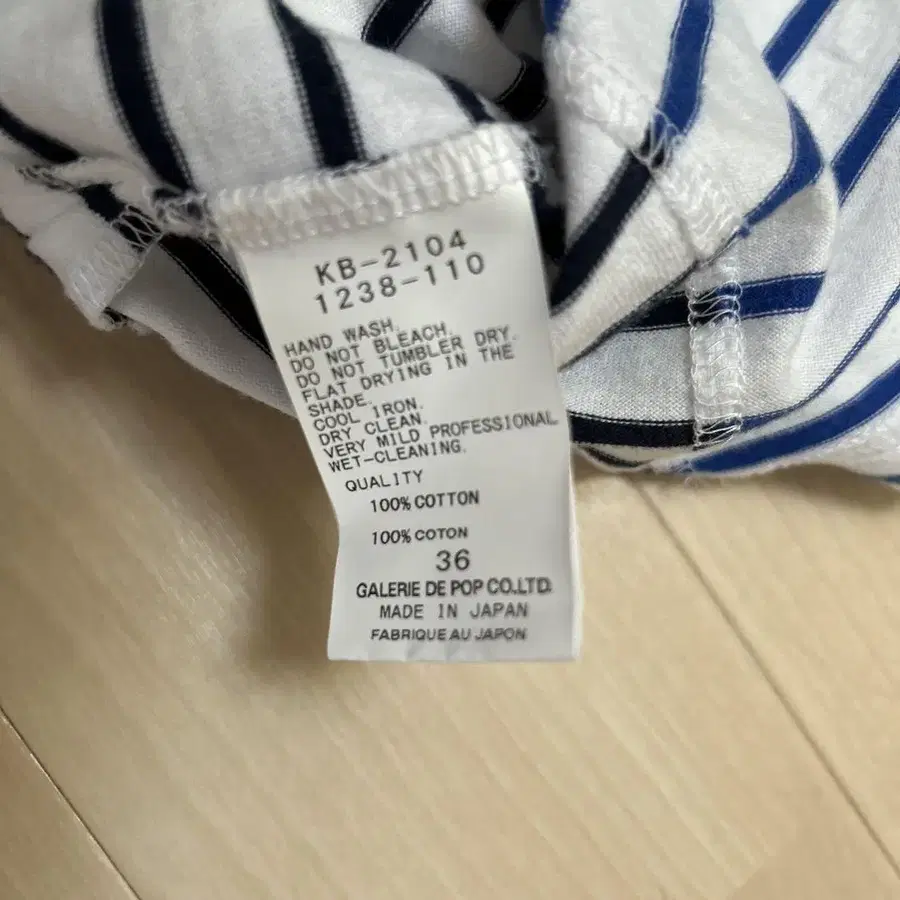 KB-2104
1238-110
HAND WASH.
DO NOT BLEACH.
DO NOT TUMBLER DRY.
FLAT DRYING IN THE
SHADE.
COOL IRON.
DRY CLEAN.
VERY MILD PROFESSIONAL
WET-CLEANING.
QUALITY
100% COTTON
100% COTON
36
GALERIE DE POP CO.LTD.
MADE IN JAPAN
FABRIQUE AU JAPON